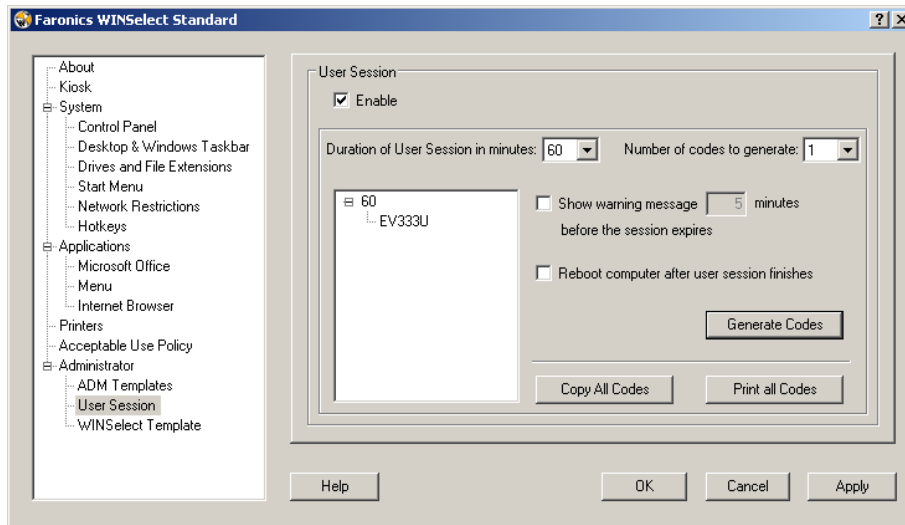 Faronics WINSelect Standard
About
Kiosk
System
Control Panel
Desktop & Windows Taskbar
Drives and File Extensions
Start Menu
Network Restrictions
Hotkeys
Applications
Microsoft Office
Menu
Internet Browser
Printers
Acceptable Use Policy
Administrator
ADM Templates
User Session
WINSelect Template
User Session
Enable
Duration of User Session in minutes: 60 Number of codes to generate: 1
60
EV333U
Show warning message 5 minutes
before the session expires
Reboot computer after user session finishes
Generate Codes
Copy All Codes Print all Codes
Help OK Cancel Apply